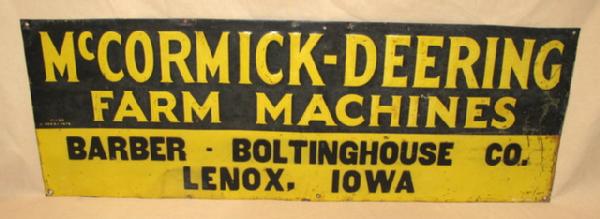 McCORMICK-DEERING
FARM MACHINES
BARBER - BOLTINGHOUSE CO.
LENOX, IOWA